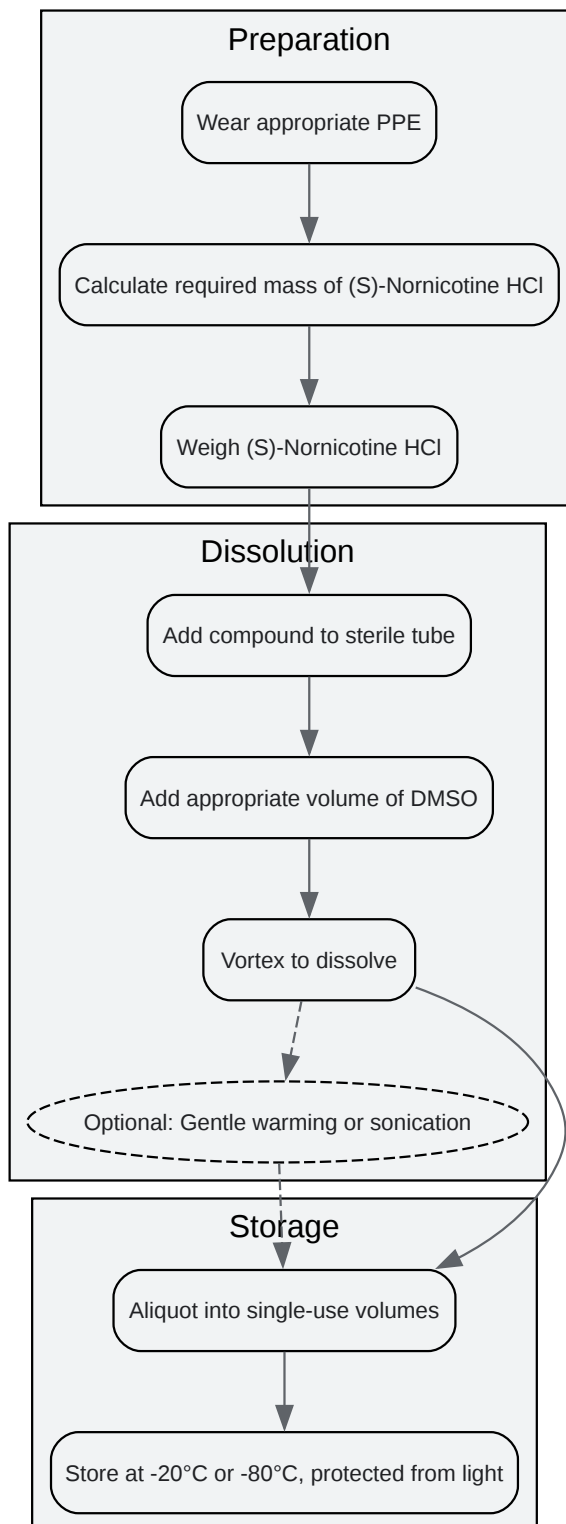 Preparation
Wear appropriate PPE
Calculate required mass of (S)-Nornicotine HCl
Weigh (S)-Nornicotine HCl
Dissolution
Add compound to sterile tube
Add appropriate volume of DMSO
Vortex to dissolve
Optional: Gentle warming or sonication
Storage
Aliquot into single-use volumes
Store at -20°C or -80°C, protected from light